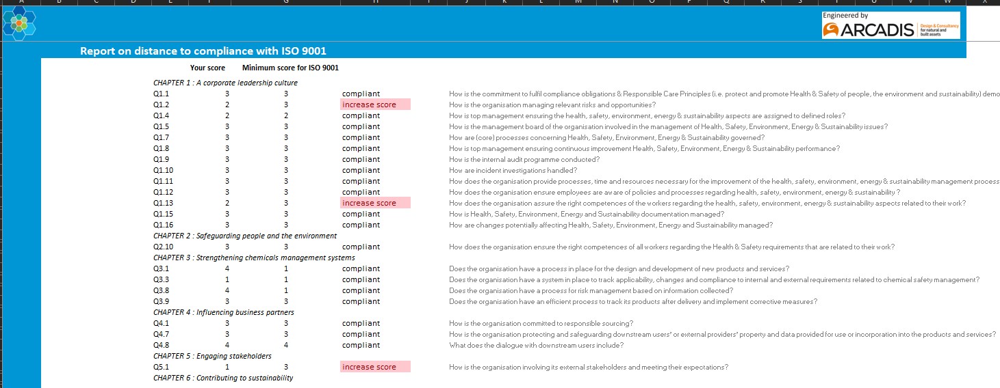 A B C D E F G H I J K L M N O P Q R S T U V W X
Engineered by
ARCADIS Design & Consultancy
for natural and
built assets
Report on distance to compliance with ISO 9001
Your score Minimum score for ISO 9001
CHAPTER 1 : A corporate leadership culture
Q1.1 3 3 compliant How is the commitment to fulfil compliance obligations & Responsible Care Principles (i.e. protect and promote Health & Safety of people, the environment and sustainability) demo
Q1.2 2 3 increase score How is the organisation managing relevant risks and opportunities?
Q1.4 2 2 compliant How is top management ensuring the health, safety, environment, energy & sustainability aspects are assigned to defined roles?
Q1.5 3 3 compliant How is the management board of the organisation involved in the management of Health, Safety, Environment, Energy & Sustainability issues?
Q1.7 3 3 compliant How are (core) processes concerning Health, Safety, Environment, Energy & Sustainability governed?
Q1.8 3 3 compliant How is top management ensuring continuous improvement Health, Safety, Environment, Energy & Sustainability performance?
Q1.9 3 3 compliant How is the internal audit programme conducted?
Q1.10 3 3 compliant How are incident investigations handled?
Q1.11 3 3 compliant How does the organisation provide processes, time and resources necessary for the improvement of the health, safety, environment, energy & sustainability management process
Q1.12 3 3 compliant How does the organisation ensure employees are aware of policies and processes regarding health, safety, environment, energy & sustainability ?
Q1.13 2 3 increase score How does the organisation assure the right competences of the workers regarding the health, safety, environment, energy & sustainability aspects related to their work?
Q1.15 3 3 compliant How is Health, Safety, Environment, Energy and Sustainability documentation managed?
Q1.16 3 3 compliant How are changes potentially affecting Health, Safety, Environment, Energy and Sustainability managed?
CHAPTER 2 : Safeguarding people and the environment
Q2.10 3 3 compliant How does the organisation ensure the right competences of all workers regarding the Health & Safety requirements that are related to their work?
CHAPTER 3 : Strengthening chemicals management systems
Q3.1 4 1 compliant Does the organisation have a process in place for the design and development of new products and services?
Q3.3 1 1 compliant Does the organisation have a system in place to track applicability, changes and compliance to internal and external requirements related to chemical safety management?
Q3.8 4 1 compliant Does the organisation have a process for risk management based on information collected?
Q3.9 3 3 compliant Does the organisation have an efficient process to track its products after delivery and implement corrective measures?
CHAPTER 4 : Influencing business partners
Q4.1 3 3 compliant How is the organisation committed to responsible sourcing?
Q4.7 3 3 compliant How is the organisation protecting and safeguarding downstream users' or external providers' property and data provided for use or incorporation into the products and services?
Q4.8 4 4 compliant What does the dialogue with downstream users include?
CHAPTER 5 : Engaging stakeholders
Q5.1 1 3 increase score How is the organisation involving its external stakeholders and meeting their expectations?
CHAPTER 6 : Contributing to sustainability